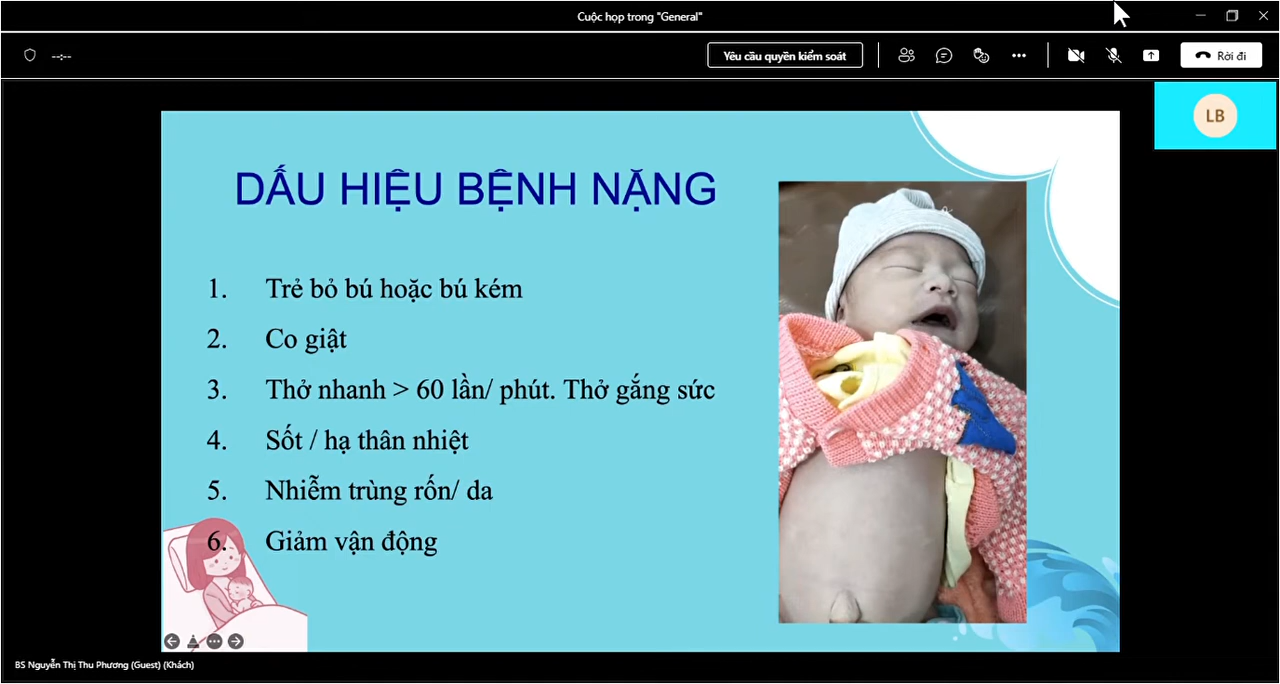 Cuộc họp trong "General"
--:--
Yêu cầu quyền kiểm soát
Rời đi
LB
DẤU HIỆU BỆNH NẶNG
1. Trẻ bỏ bú hoặc bú kém
2. Co giật
3. Thở nhanh > 60 lần/ phút. Thở gắng sức
4. Sốt / hạ thân nhiệt
5. Nhiễm trùng rốn/ da
6. Giảm vận động
BS Nguyễn Thị Thu Phương (Guest) (Khách)